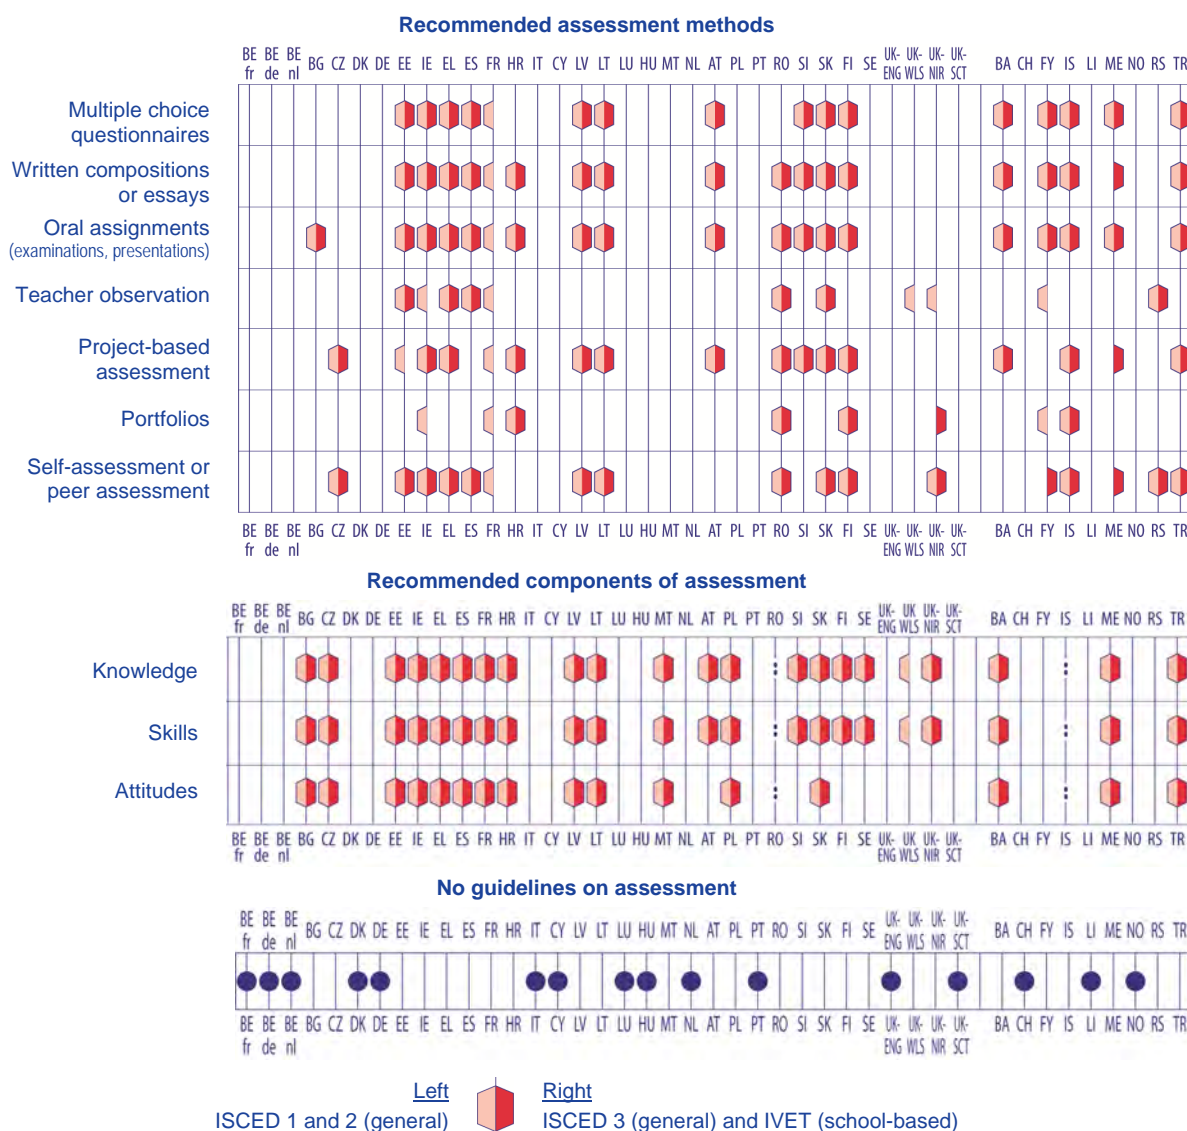 Recommended assessment methods
BE BE BE BG CZ DK DE EE IE EL ES FR HR IT CY LV LT LU HU MT NL AT PL PT RO SI SK FI SE UK- UK- UK- UK- BA CH FY IS LI ME NO RS TR
fr de nl ENG WLS NIR SCT
Multiple choice
questionnaires
Written compositions
or essays
Oral assignments
(examinations, presentations)
Teacher observation
Project-based
assessment
Portfolios
Self-assessment or
peer assessment
BE BE BE BG CZ DK DE EE IE EL ES FR HR IT CY LV LT LU HU MT NL AT PL PT RO SI SK FI SE UK- UK- UK- UK- BA CH FY IS LI ME NO RS TR
fr de nl ENG WLS NIR SCT
Recommended components of assessment
BE BE BE BG CZ DK DE EE IE EL ES FR HR IT CY LV LT LU HU MT NL AT PL PT RO SI SK FI SE UK- UK UK- UK- BA CH FY IS LI ME NO RS TR
fr de nl ENG WLS NIR SCT
Knowledge : :
Skills : :
Attitudes : :
BE BE BE BG CZ DK DE EE IE EL ES FR HR IT CY LV LT LU HU MT NL AT PL PT RO SI SK FI SE UK- UK UK- UK- BA CH FY IS LI ME NO RS TR
fr de nl ENG WLS NIR SCT
No guidelines on assessment
BE BE BE BG CZ DK DE EE IE EL ES FR HR IT CY LV LT LU HU MT NL AT PL PT RO SI SK FI SE UK- UK- UK- UK- BA CH FY IS LI ME NO RS TR
fr de nl ENG WLS NIR SCT
BE BE BE BG CZ DK DE EE IE EL ES FR HR IT CY LV LT LU HU MT NL AT PL PT RO SI SK FI SE UK- UK- UK- UK- BA CH FY IS LI ME NO RS TR
fr de nl ENG WLS NIR SCT
Left Right
ISCED 1 and 2 (general) ISCED 3 (general) and IVET (school-based)